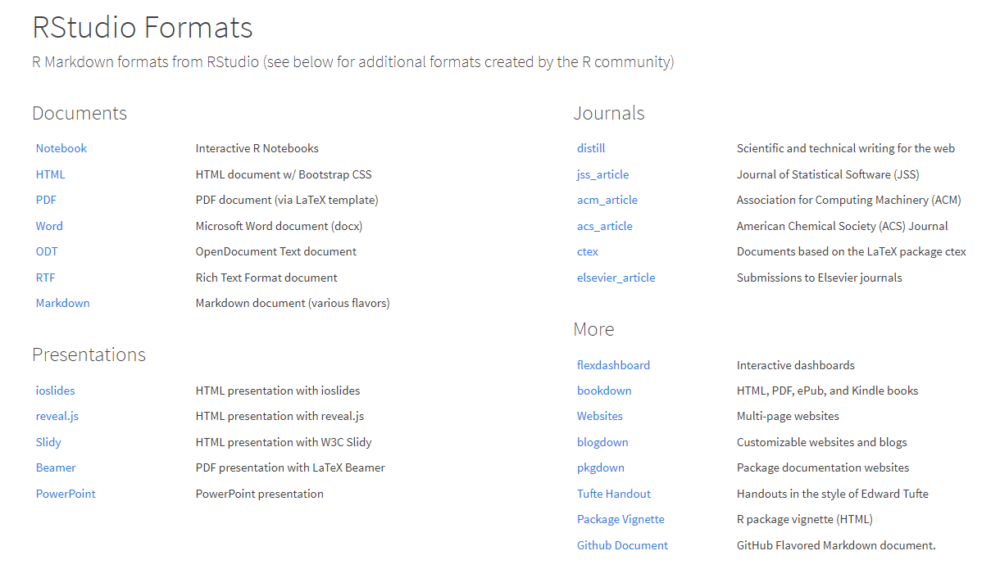 RStudio Formats
R Markdown formats from RStudio (see below for additional formats created by the R community)
Documents
Notebook Interactive R Notebooks
HTML HTML document w/ Bootstrap CSS
PDF PDF document (via LaTeX template)
Word Microsoft Word document (docx)
ODT OpenDocument Text document
RTF Rich Text Format document
Markdown Markdown document (various flavors)
Presentations
ioslides HTML presentation with ioslides
reveal.js HTML presentation with reveal.js
Slidy HTML presentation with W3C Slidy
Beamer PDF presentation with LaTeX Beamer
PowerPoint PowerPoint presentation
Journals
distill Scientific and technical writing for the web
jss_article Journal of Statistical Software (JSS)
acm_article Association for Computing Machinery (ACM)
acs_article American Chemical Society (ACS) Journal
ctex Documents based on the LaTeX package ctex
elsevier_article Submissions to Elsevier journals
More
flexdashboard Interactive dashboards
bookdown HTML, PDF, ePub, and Kindle books
Websites Multi-page websites
blogdown Customizable websites and blogs
pkgdown Package documentation websites
Tufte Handout Handouts in the style of Edward Tufte
Package Vignette R package vignette (HTML)
Github Document GitHub Flavored Markdown document.